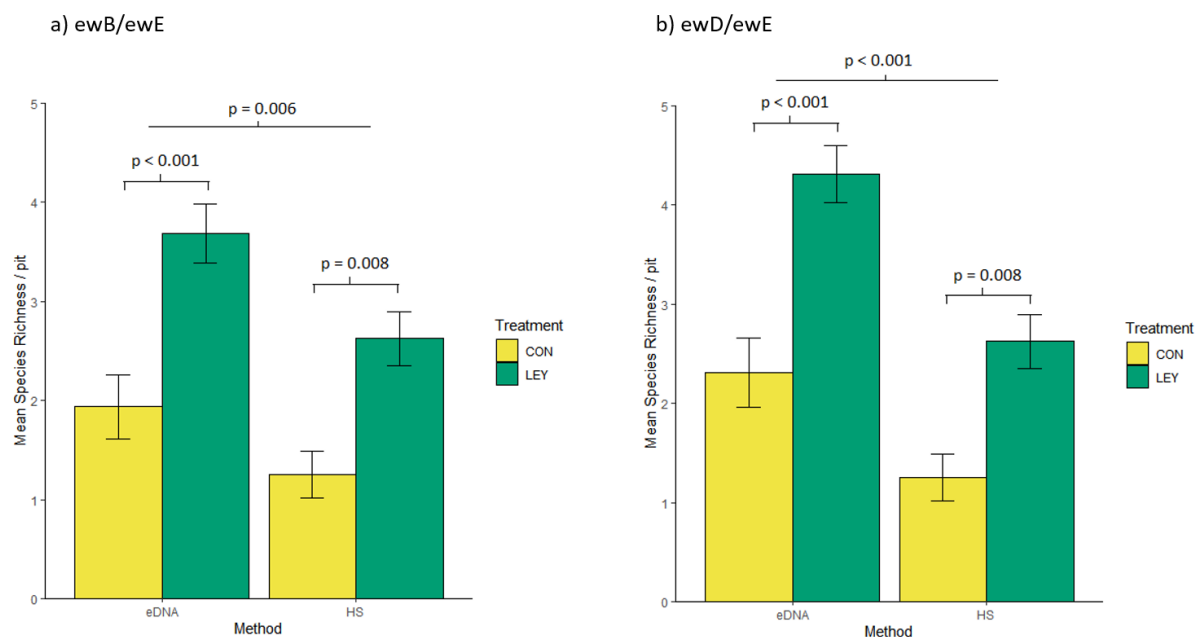 a) ewB/ewE
p = 0.006
p < 0.001
p = 0.008
5
4
3
2
1
0
Mean Species Richness / pit
eDNA
HS
Method
Treatment
CON
LEY
b) ewD/ewE
p < 0.001
p < 0.001
p = 0.008
5
4
3
2
1
0
Mean Species Richness / pit
eDNA
HS
Method
Treatment
CON
LEY